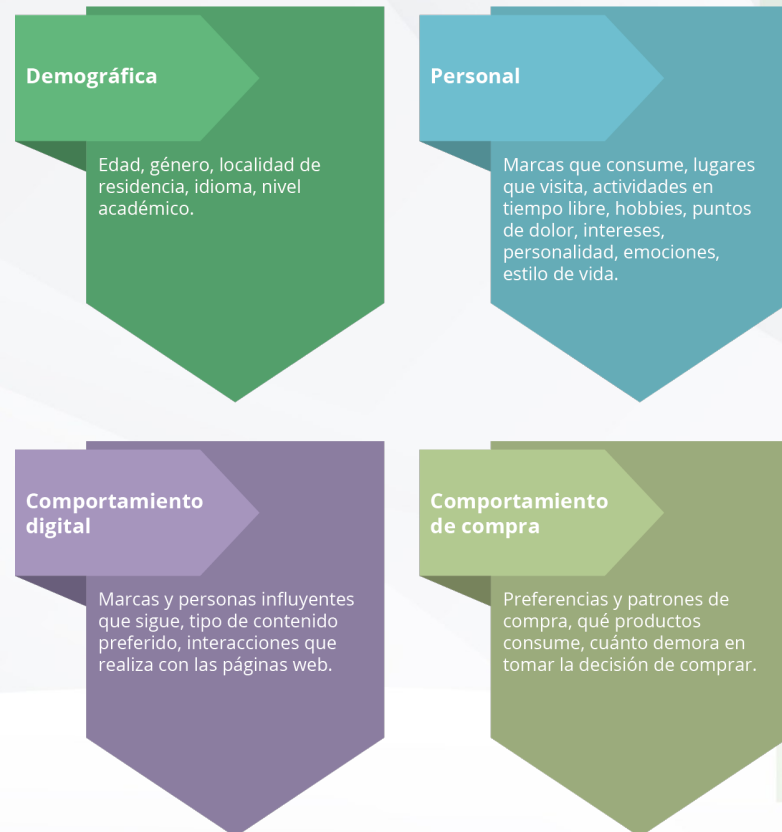 Demográfica
Edad, género, localidad de
residencia, idioma, nivel
académico.
Personal
Marcas que consume, lugares
que visita, actividades en
tiempo libre, hobbies, puntos
de dolor, intereses,
personalidad, emociones,
estilo de vida.
Comportamiento
digital
Marcas y personas influyentes
que sigue, tipo de contenido
preferido, interacciones que
realiza con las páginas web.
Comportamiento
de compra
Preferencias y patrones de
compra, qué productos
consume, cuánto demora en
tomar la decisión de comprar.